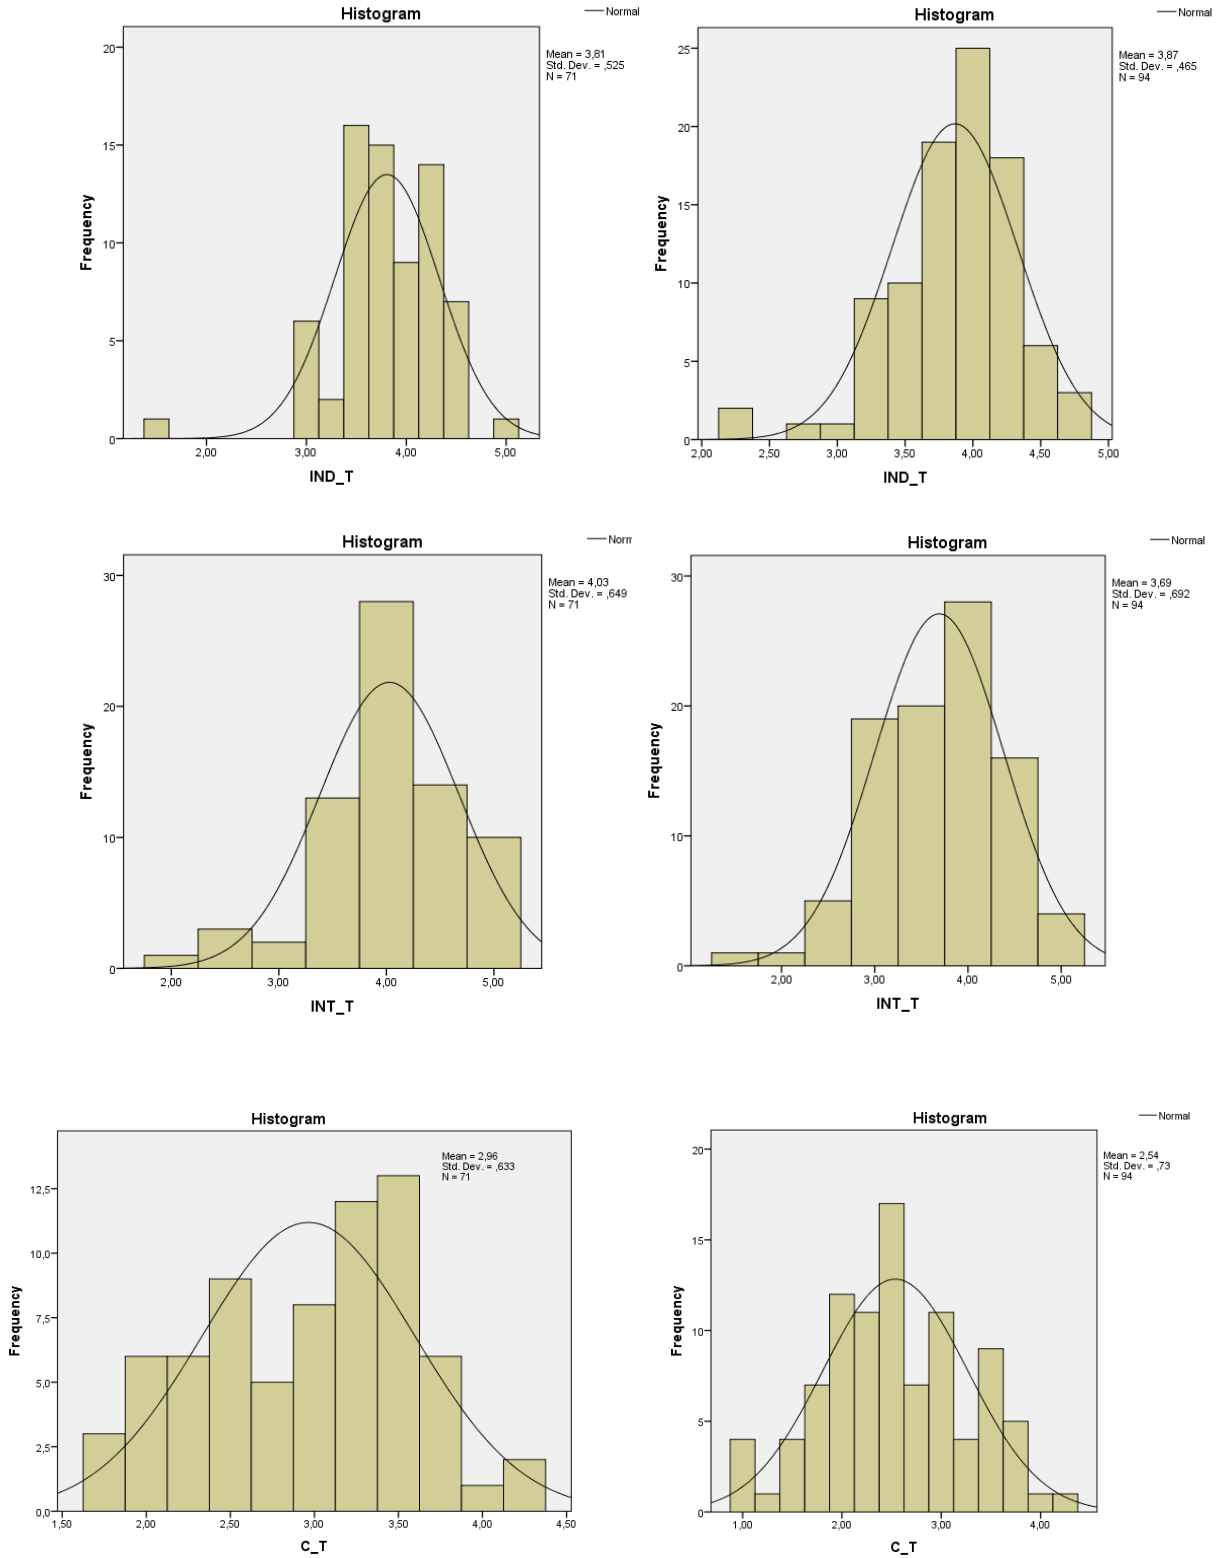 Histogram
Normal
Mean = 3,81
Std. Dev. = ,525
N = 71
20
15
10
5
0
Frequency
2,00 3,00 4,00 5,00
IND_T
Histogram
Normal
Mean = 3,87
Std. Dev. = ,465
N = 94
25
20
15
10
5
0
Frequency
2,00 2,50 3,00 3,50 4,00 4,50 5,00
IND_T
Histogram
Norm
Mean = 4,03
Std. Dev. = ,649
N = 71
30
20
10
0
Frequency
2,00 3,00 4,00 5,00
INT_T
Histogram
Normal
Mean = 3,69
Std. Dev. = ,692
N = 94
30
20
10
0
Frequency
2,00 3,00 4,00 5,00
INT_T
Histogram
Mean = 2,96
Std. Dev. = ,633
N = 71
12,5
10,0
7,5
5,0
2,5
0,0
Frequency
1,50 2,00 2,50 3,00 3,50 4,00 4,50
C_T
Histogram
Normal
Mean = 2,54
Std. Dev. = ,73
N = 94
20
15
10
5
0
Frequency
1,00 2,00 3,00 4,00
C_T